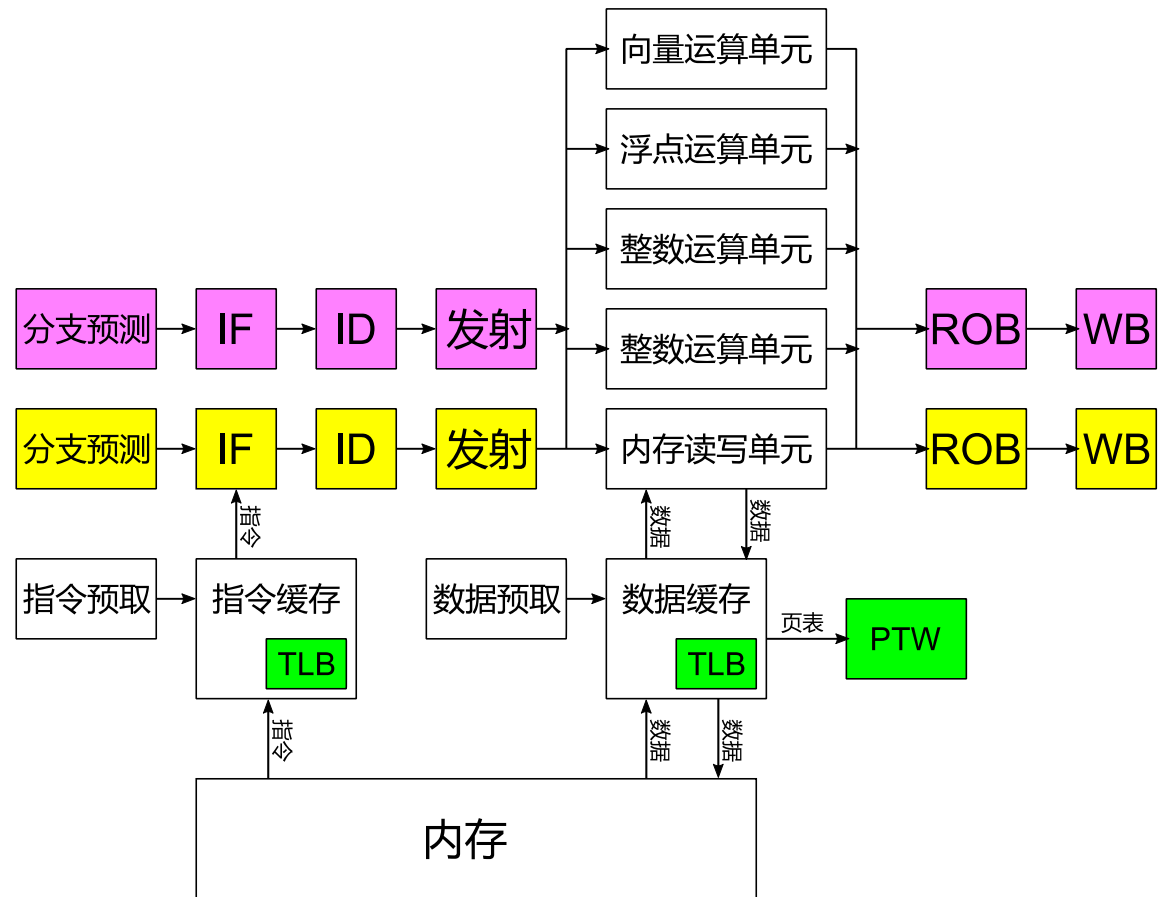 向量运算单元
浮点运算单元
整数运算单元
分支预测
IF
ID
发射
整数运算单元
ROB
WB
分支预测
IF
ID
发射
内存读写单元
ROB
WB
指令
数据
数据
指令预取
指令缓存
数据预取
数据缓存
页表
PTW
TLB
TLB
指令
数据
数据
内存